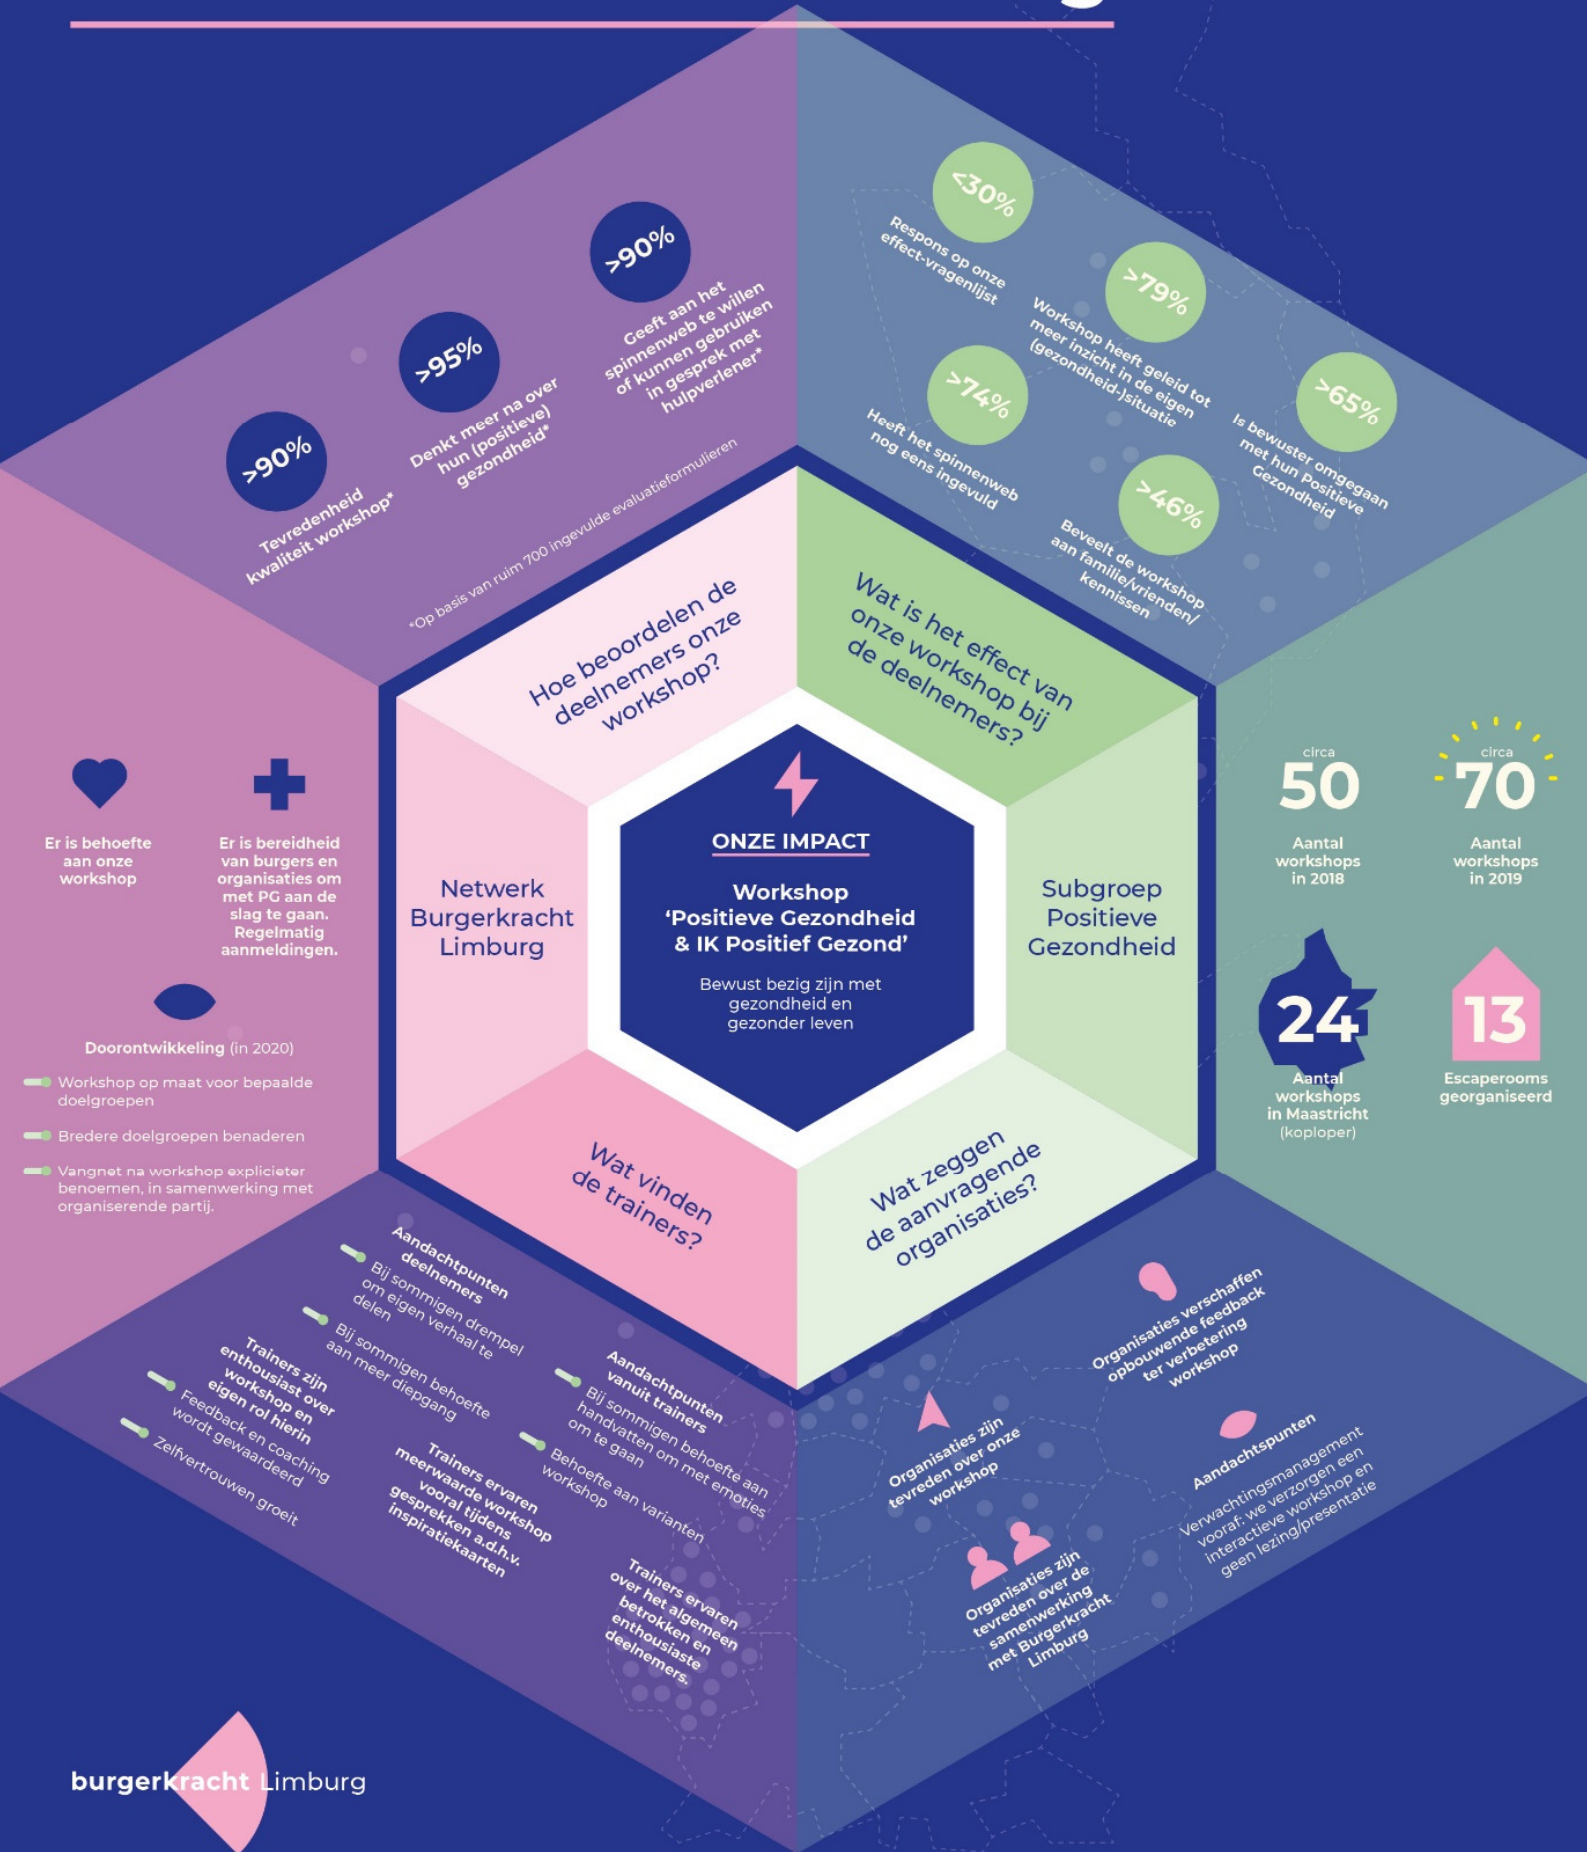 >90%
Tevredenheid
kwaliteit workshop*
>95%
Denkt meer na over
hun (positieve)
gezondheid*
>90%
Geeft aan het
spinnenweb te willen
of kunnen gebruiken
in gesprek met
hulpverlener*
*Op basis van ruim 700 ingevulde evaluatieformulieren
<30%
Respons op onze
effect-vragenlijst
>79%
Workshop heeft geleid tot
meer inzicht in de eigen
(gezondheid-)situatie
>74%
Heeft het spinnenweb
nog eens ingevuld
>65%
Is bewuster omgegaan
met hun Positieve
Gezondheid
>46%
Beveelt de workshop
aan familie/vrienden/
kennissen
Hoe beoordelen de
deelnemers onze
workshop?
Wat is het effect van
onze workshop bij
de deelnemers?
Er is behoefte
aan onze
workshop
Er is bereidheid
van burgers en
organisaties om
met PG aan de
slag te gaan.
Regelmatig
aanmeldingen.
Doorontwikkeling (in 2020)
Workshop op maat voor bepaalde
doelgroepen
Bredere doelgroepen benaderen
Vangnet na workshop explicieter
benoemen, in samenwerking met
organiserende partij.
Netwerk
Burgerkracht
Limburg
ONZE IMPACT
Workshop
‘Positieve Gezondheid
& IK Positief Gezond’
Bewust bezig zijn met
gezondheid en
gezonder leven
Subgroep
Positieve
Gezondheid
circa
50
Aantal
workshops
in 2018
circa
70
Aantal
workshops
in 2019
24
Aantal
workshops
in Maastricht
(koploper)
13
Escaperooms
georganiseerd
Wat vinden
de trainers?
Wat zeggen
de aanvragende
organisaties?
Aandachtpunten
deelnemers
Bij sommigen drempel
om eigen verhaal te
delen
Bij sommigen behoefte
aan meer diepgang
Trainers zijn
enthousiast over
workshop en
eigen rol hierin
Feedback en coaching
wordt gewaardeerd
Zelfvertrouwen groeit
Aandachtpunten
vanuit trainers
Bij sommigen behoefte aan
handvatten om met emoties
om te gaan
Behoefte aan varianten
workshop
Trainers ervaren
meerwaarde workshop
vooral tijdens
gesprekken a.d.h.v.
inspiratiekaarten
Trainers ervaren
over het algemeen
betrokken en
enthousiaste
deelnemers.
Organisaties verschaffen
opbouwende feedback
ter verbetering
workshop
Organisaties zijn
tevreden over onze
workshop
Aandachtspunten
Verwachtingsmanagement
vooraf: we verzorgen een
interactieve workshop en
geen lezing/presentatie
Organisaties zijn
tevreden over de
samenwerking
met Burgerkracht
Limburg
burgerkracht Limburg